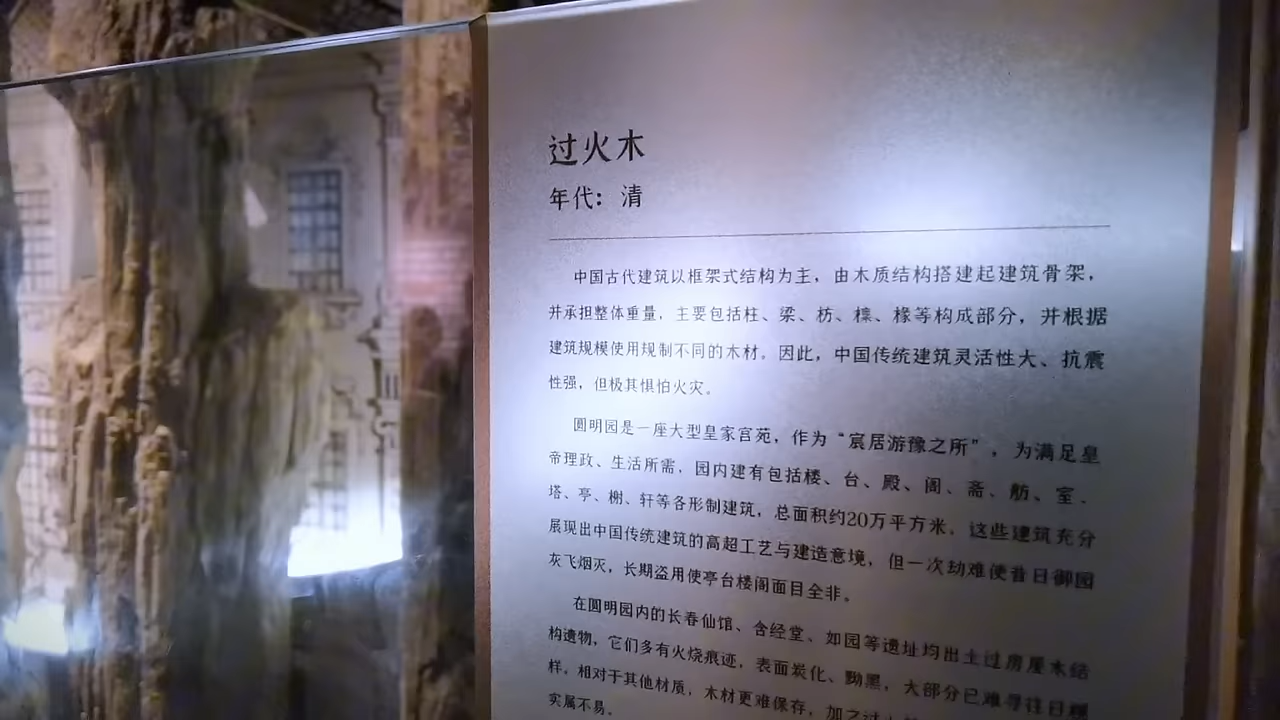 过火木
年代：清
中国古代建筑以框架式结构为主，由木质结构搭建起建筑骨架，
并承担整体重量，主要包括柱、梁、枋、檩、椽等构成部分，并根据
建筑规模使用规制不同的木材。因此，中国传统建筑灵活性大、抗震
性强，但极其惧怕火灾。
圆明园是一座大型皇家宫苑，作为“宸居游豫之所”，为满足皇
帝理政、生活所需，园内建有包括楼、台、殿、阁、斋、舫、室、
塔、亭、榭、轩等各形制建筑，总面积约20万平方米，这些建筑充分
展现出中国传统建筑的高超工艺与建造意境，但一次劫难使昔日御园
灰飞烟灭，长期盗用使亭台楼阁面目全非。
在圆明园内的长春仙馆、含经堂、如园等遗址均出土过房屋木结
构遗物，它们多有火烧痕迹，表面炭化、黝黑，大部分已难寻往日模
样，相对于其他材质，木材更难保存，加之过火
实属不易。